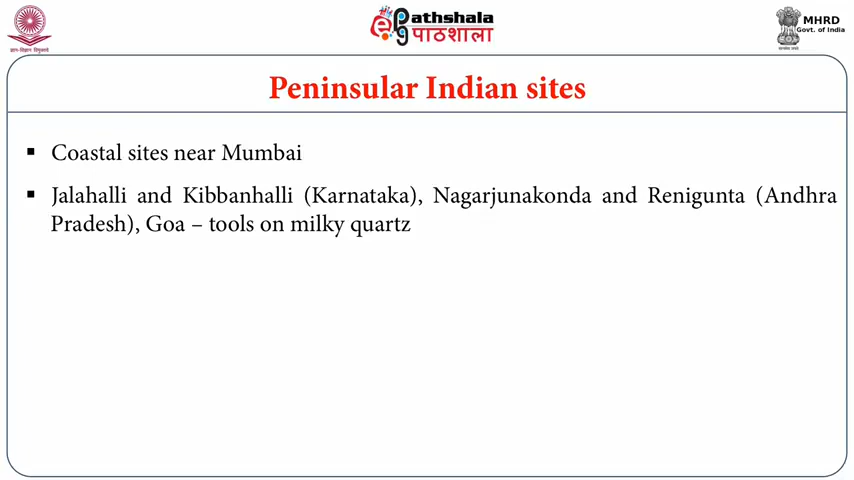 ePathshala
पाठशाला
MHRD
Govt. of India
Peninsular Indian sites
▪ Coastal sites near Mumbai
▪ Jalahalli and Kibbanhalli (Karnataka), Nagarjunakonda and Renigunta (Andhra
Pradesh), Goa – tools on milky quartz